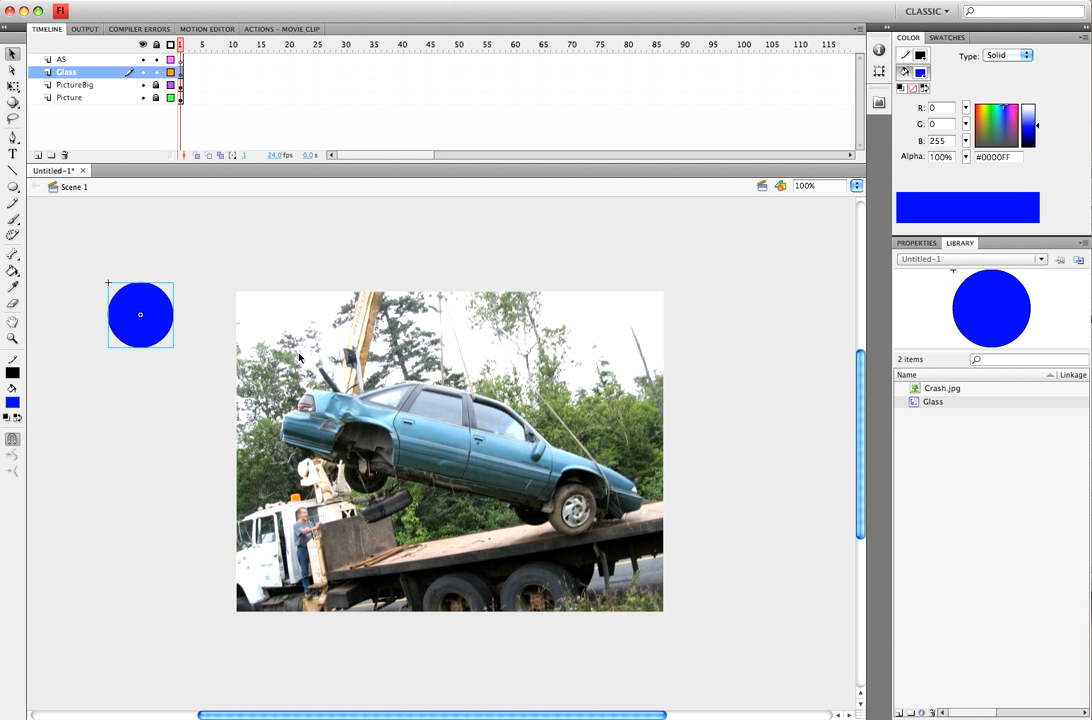 Fl CLASSIC
TIMELINE OUTPUT COMPILER ERRORS MOTION EDITOR ACTIONS - MOVIE CLIP
1 5 10 15 20 25 30 35 40 45 50 55 60 65 70 75 80 85 90 95 100 105 110 115
AS
Glass
PictureBig
Picture
1 24.0 fps 0.0 s
Untitled-1*
Scene 1
100%
COLOR SWATCHES
Type: Solid
R: 0
G: 0
B: 255
Alpha: 100% #0000FF
PROPERTIES LIBRARY
Untitled-1
2 items
Name Linkage
Crash.jpg
Glass